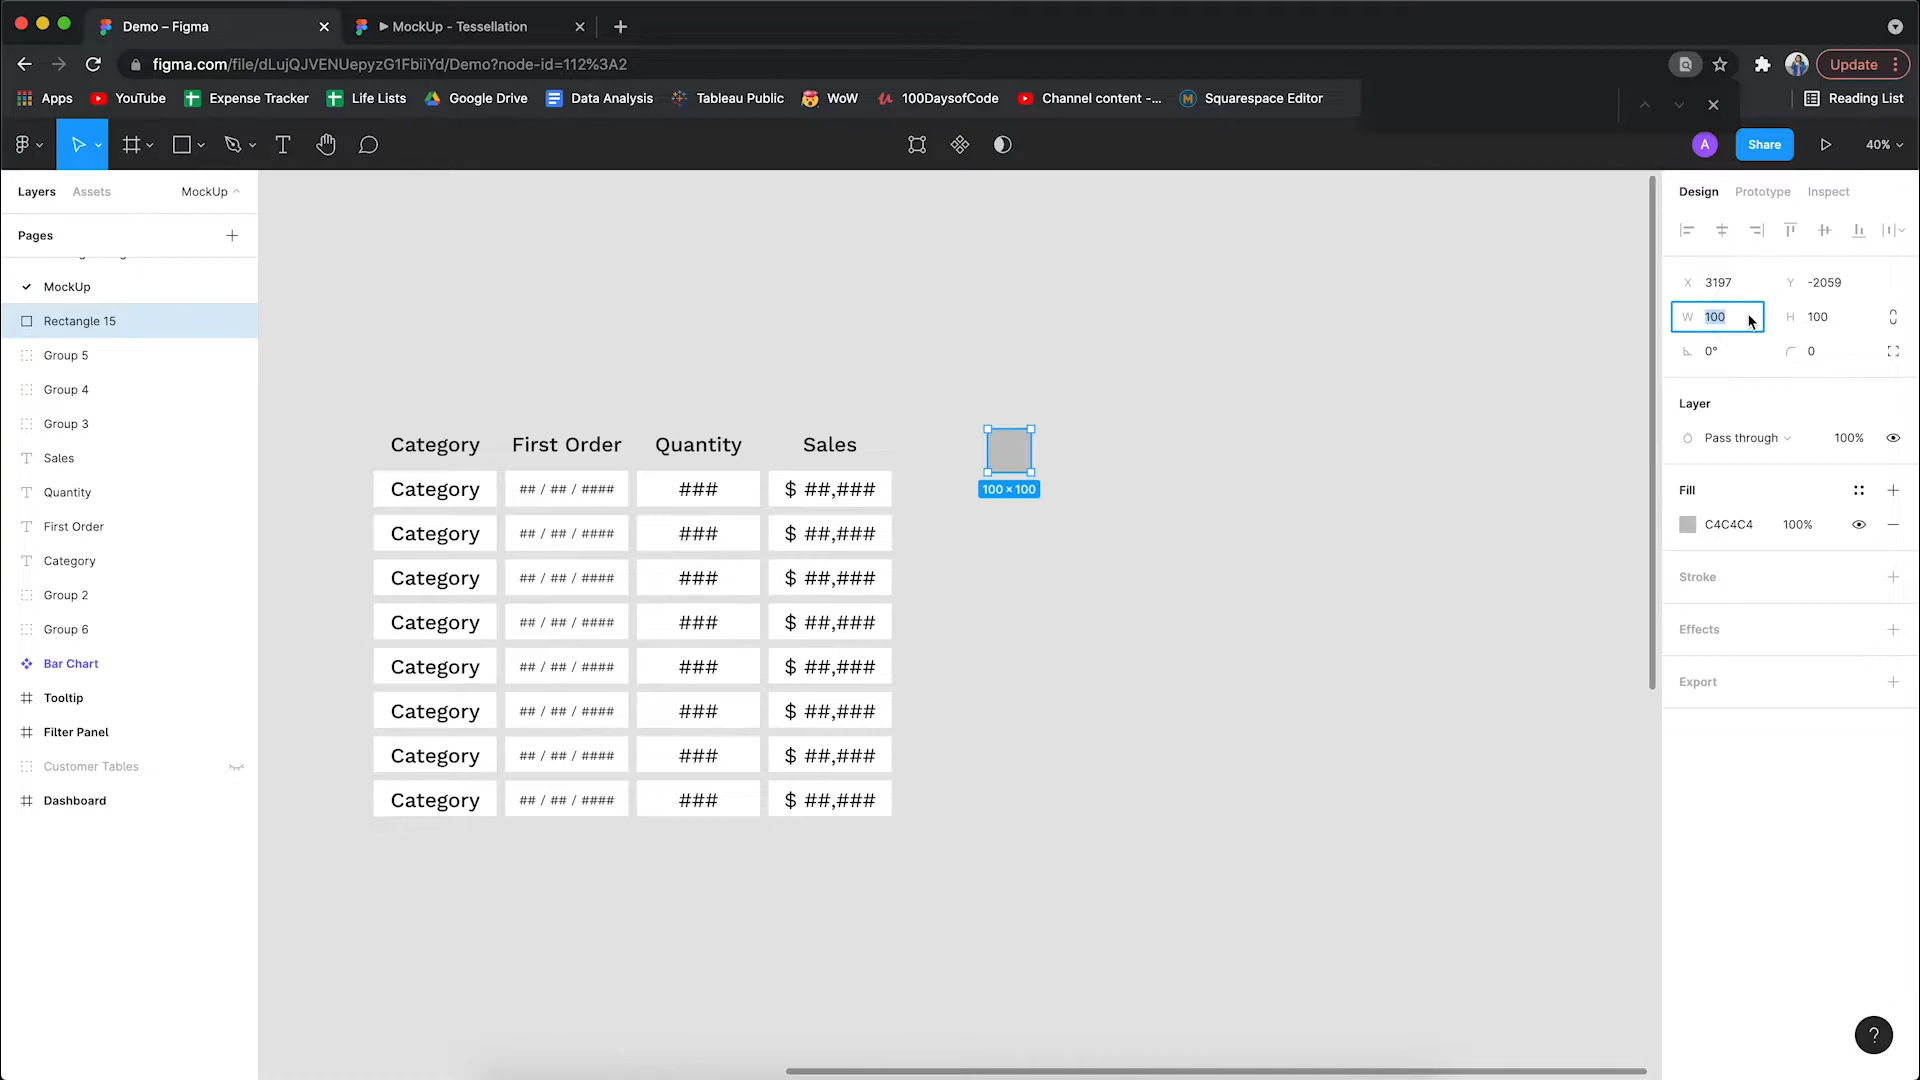 Demo – Figma
MockUp - Tessellation
figma.com/file/dLujQJVENUepyzG1FbiiYd/Demo?node-id=112%3A2
Update
Apps
YouTube
Expense Tracker
Life Lists
Google Drive
Data Analysis
Tableau Public
WoW
100DaysofCode
Channel content -...
Squarespace Editor
Reading List
A
Share
40%
Layers
Assets
MockUp
Pages
MockUp
Rectangle 15
Group 5
Group 4
Group 3
Sales
Quantity
First Order
Category
Group 2
Group 6
Bar Chart
Tooltip
Filter Panel
Customer Tables
Dashboard
Category First Order Quantity Sales
Category ## / ## / #### ### $ ##,###
Category ## / ## / #### ### $ ##,###
Category ## / ## / #### ### $ ##,###
Category ## / ## / #### ### $ ##,###
Category ## / ## / #### ### $ ##,###
Category ## / ## / #### ### $ ##,###
Category ## / ## / #### ### $ ##,###
Category ## / ## / #### ### $ ##,###
100 × 100
Design
Prototype
Inspect
X 3197 Y -2059
W 100 H 100
0° 0
Layer
Pass through 100%
Fill
C4C4C4 100%
Stroke
Effects
Export
?